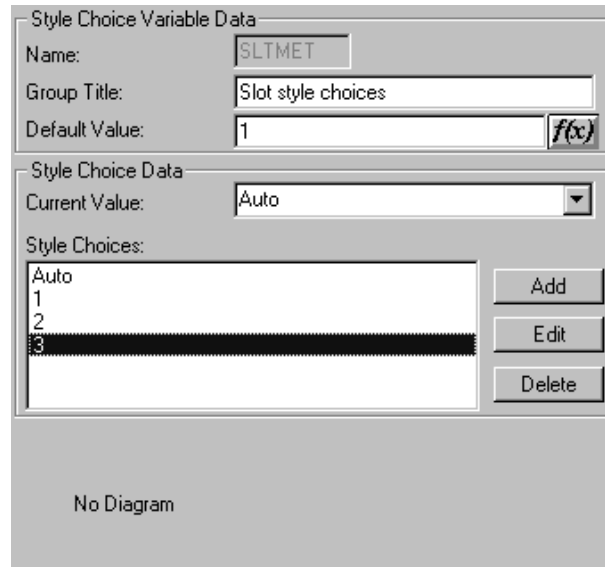 Style Choice Variable Data
Name: SLTMET
Group Title: Slot style choices
Default Value: 1 f(x)
Style Choice Data
Current Value: Auto
Style Choices:
Auto
1
2
3
Add
Edit
Delete
No Diagram